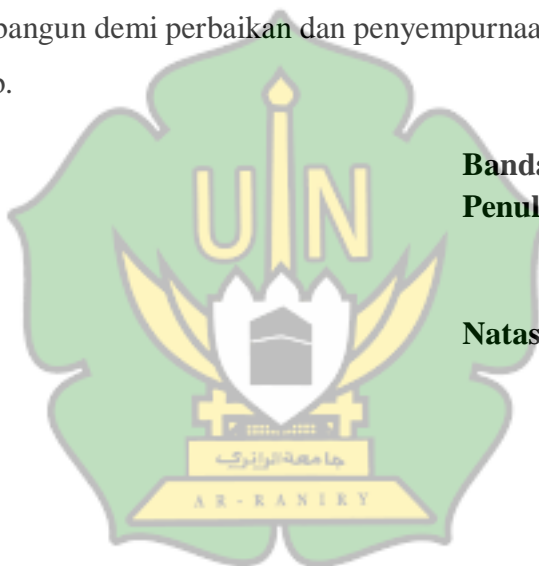 bangun demi perbaikan dan penyempurnaa
o.
Banda
Penul
Natas
UIN
جامعة الرانري
AR-RANIRY